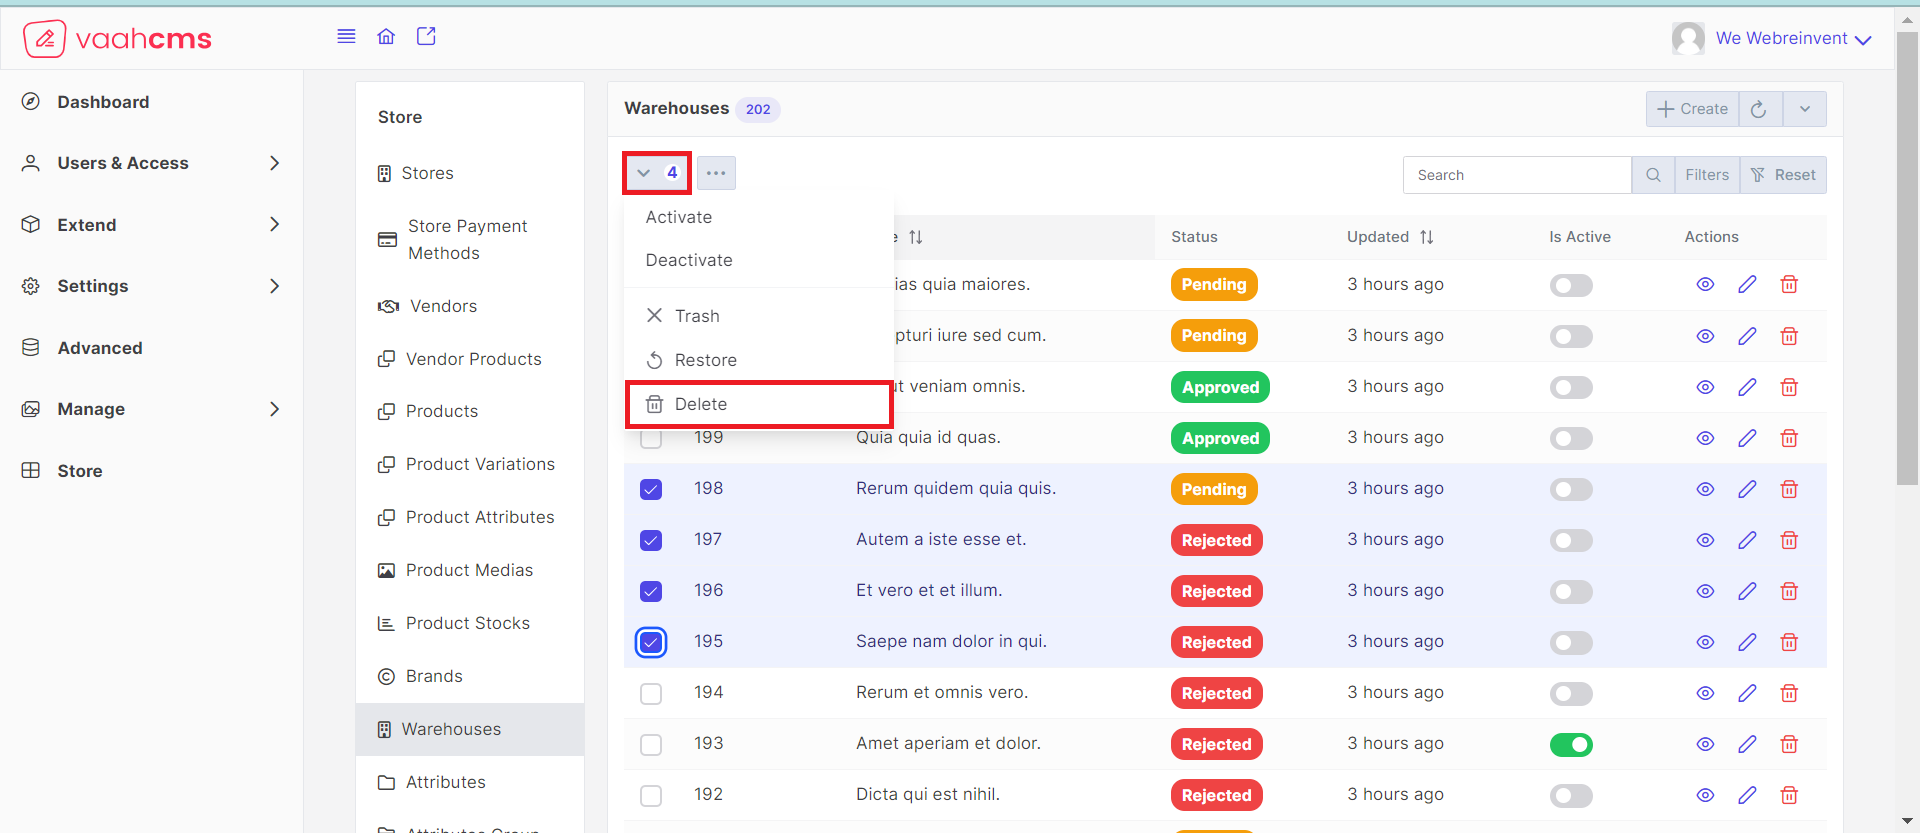 vaahcms
We Webreinvent
Dashboard
Users & Access
Extend
Settings
Advanced
Manage
Store
Store
Stores
Store Payment
Methods
Vendors
Vendor Products
Products
Product Variations
Product Attributes
Product Medias
Product Stocks
Brands
Warehouses
Attributes
Warehouses 202
Create
4
Search
Filters
Reset
Activate
Deactivate
Trash
Restore
Delete
e Status Updated Is Active Actions
ias quia maiores. Pending 3 hours ago
pturi iure sed cum. Pending 3 hours ago
ut veniam omnis. Approved 3 hours ago
199 Quia quia id quas. Approved 3 hours ago
198 Rerum quidem quia quis. Pending 3 hours ago
197 Autem a iste esse et. Rejected 3 hours ago
196 Et vero et et illum. Rejected 3 hours ago
195 Saepe nam dolor in qui. Rejected 3 hours ago
194 Rerum et omnis vero. Rejected 3 hours ago
193 Amet aperiam et dolor. Rejected 3 hours ago
192 Dicta qui est nihil. Rejected 3 hours ago